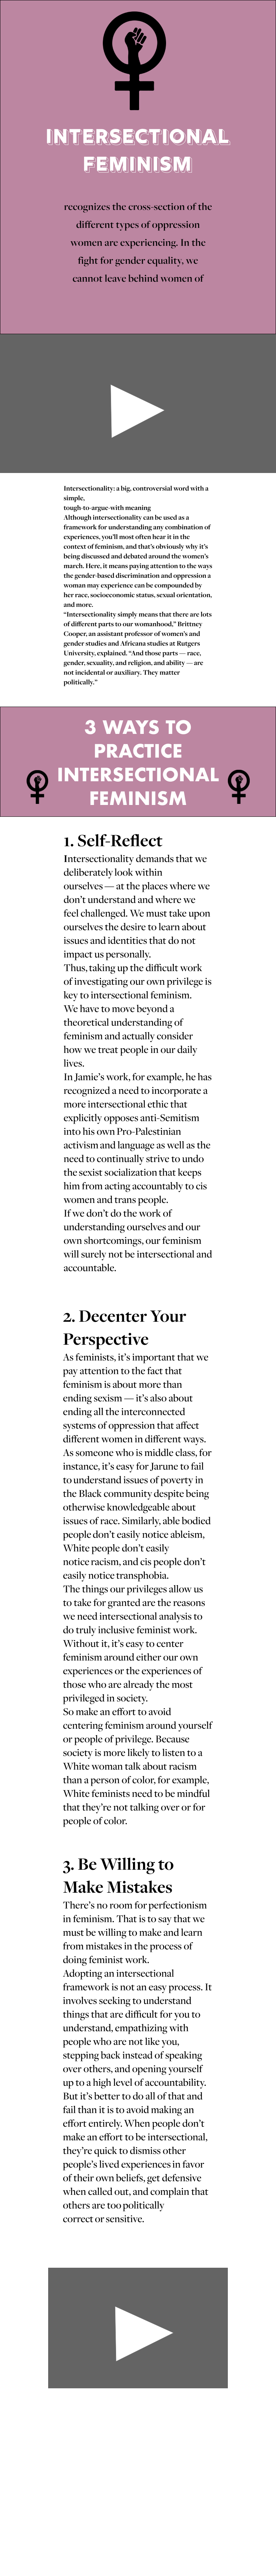 INTERSECTIONAL
FEMINISM
recognizes the cross-section of the
different types of oppression
women are experiencing. In the
fight for gender equality, we
cannot leave behind women of
Intersectionality: a big, controversial word with a
simple,
tough-to-argue-with meaning
Although intersectionality can be used as a
framework for understanding any combination of
experiences, you'll most often hear it in the
context of feminism, and that's obviously why it's
being discussed and debated around the women's
march. Here, it means paying attention to the ways
the gender-based discrimination and oppression a
woman may experience can be compounded by
her race, socioeconomic status, sexual orientation,
and more.
“Intersectionality simply means that there are lots
of different parts to our womanhood,” Brittney
Cooper, an assistant professor of women's and
gender studies and Africana studies at Rutgers
University, explained. “And those parts — race,
gender, sexuality, and religion, and ability — are
not incidental or auxiliary. They matter
politically.”
3 WAYS TO
PRACTICE
INTERSECTIONAL
FEMINISM
1. Self-Reflect
Intersectionality demands that we
deliberately look within
ourselves — at the places where we
don't understand and where we
feel challenged. We must take upon
ourselves the desire to learn about
issues and identities that do not
impact us personally.
Thus, taking up the difficult work
of investigating our own privilege is
key to intersectional feminism.
We have to move beyond a
theoretical understanding of
feminism and actually consider
how we treat people in our daily
lives.
In Jamie's work, for example, he has
recognized a need to incorporate a
more intersectional ethic that
explicitly opposes anti-Semitism
into his own Pro-Palestinian
activism and language as well as the
need to continually strive to undo
the sexist socialization that keeps
him from acting accountably to cis
women and trans people.
If we don't do the work of
understanding ourselves and our
own shortcomings, our feminism
will surely not be intersectional and
accountable.
2. Decenter Your
Perspective
As feminists, it's important that we
pay attention to the fact that
feminism is about more than
ending sexism — it's also about
ending all the interconnected
systems of oppression that affect
different women in different ways.
As someone who is middle class, for
instance, it's easy for Jarune to fail
to understand issues of poverty in
the Black community despite being
otherwise knowledgeable about
issues of race. Similarly, able bodied
people don't easily notice ableism,
White people don't easily
notice racism, and cis people don't
easily notice transphobia.
The things our privileges allow us
to take for granted are the reasons
we need intersectional analysis to
do truly inclusive feminist work.
Without it, it's easy to center
feminism around either our own
experiences or the experiences of
those who are already the most
privileged in society.
So make an effort to avoid
centering feminism around yourself
or people of privilege. Because
society is more likely to listen to a
White woman talk about racism
than a person of color, for example,
White feminists need to be mindful
that they're not talking over or for
people of color.
3. Be Willing to
Make Mistakes
There's no room for perfectionism
in feminism. That is to say that we
must be willing to make and learn
from mistakes in the process of
doing feminist work.
Adopting an intersectional
framework is not an easy process. It
involves seeking to understand
things that are difficult for you to
understand, empathizing with
people who are not like you,
stepping back instead of speaking
over others, and opening yourself
up to a high level of accountability.
But it's better to do all of that and
fail than it is to avoid making an
effort entirely. When people don't
make an effort to be intersectional,
they're quick to dismiss other
people's lived experiences in favor
of their own beliefs, get defensive
when called out, and complain that
others are too politically
correct or sensitive.